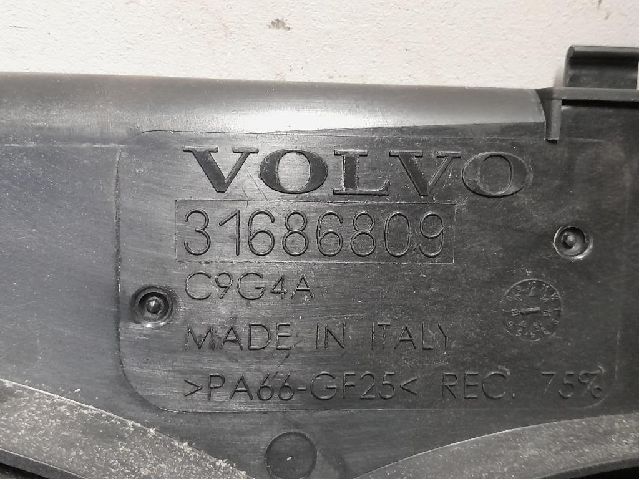 VOLVO
31686809
C9G4A
MADE IN ITALY
>PA66-GF25< REC. 75%